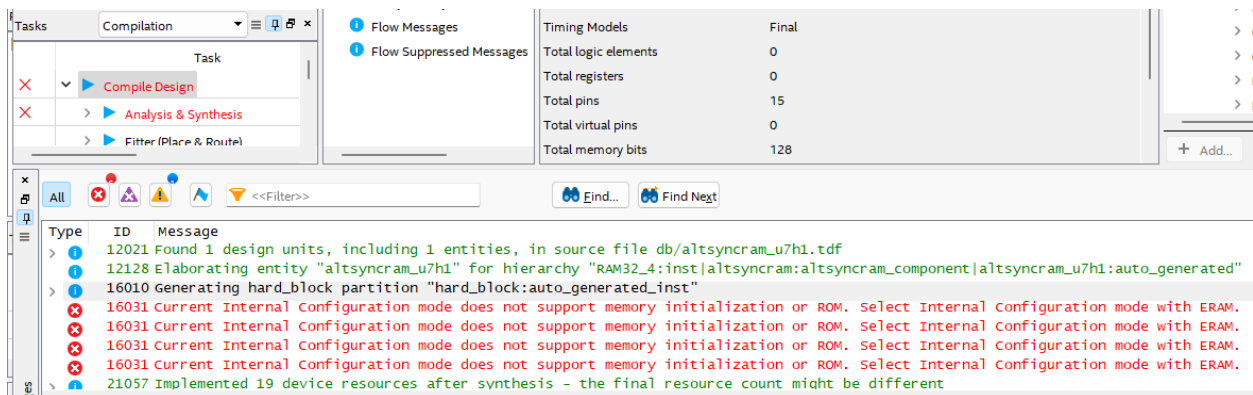 Tasks
Compilation
Task
Compile Design
Analysis & Synthesis
Fitter (Place & Route)
Flow Messages
Flow Suppressed Messages
Timing Models Final
Total logic elements 0
Total registers 0
Total pins 15
Total virtual pins 0
Total memory bits 128
+ Add...
All <<Filter>> Find... Find Next
Type ID Message
12021 Found 1 design units, including 1 entities, in source file db/altsyncram_u7h1.tdf
12128 Elaborating entity "altsyncram_u7h1" for hierarchy "RAM32_4:inst|altsyncram:altsyncram_component|altsyncram_u7h1:auto_generated"
16010 Generating hard_block partition "hard_block:auto_generated_inst"
16031 Current Internal Configuration mode does not support memory initialization or ROM. Select Internal Configuration mode with ERAM.
16031 Current Internal Configuration mode does not support memory initialization or ROM. Select Internal Configuration mode with ERAM.
16031 Current Internal Configuration mode does not support memory initialization or ROM. Select Internal Configuration mode with ERAM.
16031 Current Internal Configuration mode does not support memory initialization or ROM. Select Internal Configuration mode with ERAM.
21057 Implemented 19 device resources after synthesis - the final resource count might be different